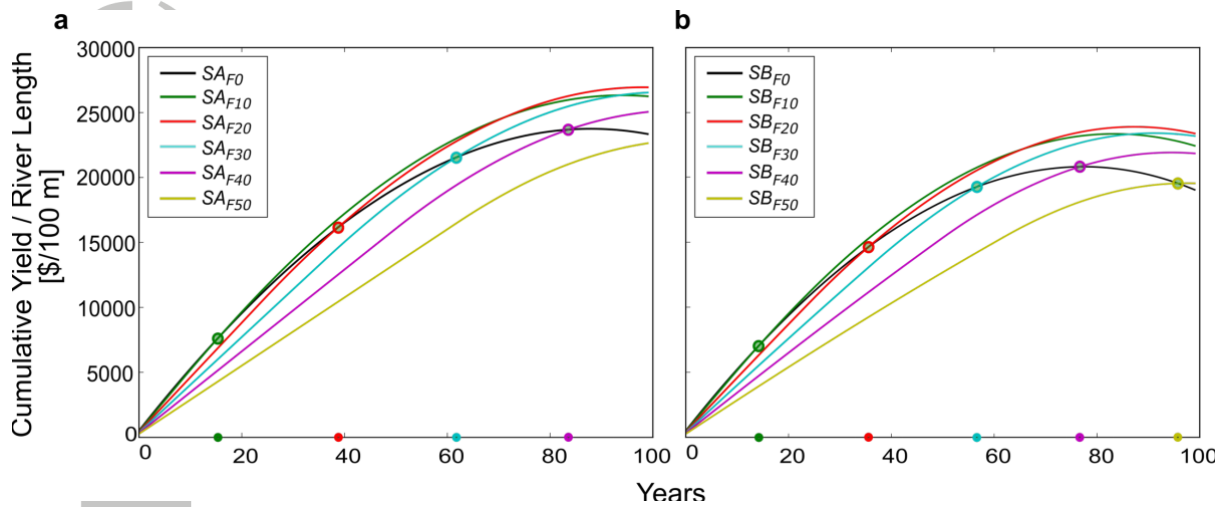 a
b
Cumulative Yield / River Length
[$/100 m]
30000
25000
20000
15000
10000
5000
0
SA_F0
SA_F10
SA_F20
SA_F30
SA_F40
SA_F50
0 20 40 60 80 100
SB_F0
SB_F10
SB_F20
SB_F30
SB_F40
SB_F50
0 20 40 60 80 100
Years